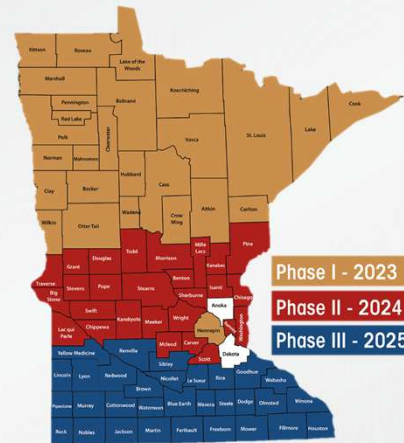 Kittson
Roseau
Lake of the
Woods
Marshall
Koochiching
Cook
Pennington
Beltrami
St. Louis
Lake
Red Lake
Polk
Clearwater
Itasca
Norman
Mahnomen
Hubbard
Cass
Clay
Becker
Aitkin
Carlton
Wadena
Crow
Wing
Wilkin
Otter Tail
Todd
Mille
Lacs
Pine
Grant
Douglas
Morrison
Kanabec
Traverse
Big
Stone
Stevens
Pope
Stearns
Benton
Isanti
Sherburne
Chisago
Swift
Anoka
Kandiyohi
Meeker
Wright
Hennepin
Washington
Lac qui
Parle
Chippewa
Mcleod
Carver
Scott
Dakota
Yellow Medicine
Renville
Sibley
Lincoln
Lyon
Redwood
Nicollet
Le Sueur
Rice
Goodhue
Brown
Wabasha
Pipestone
Murray
Cottonwood
Watonwan
Blue Earth
Waseca
Steele
Dodge
Olmsted
Winona
Rock
Nobles
Jackson
Martin
Faribault
Freeborn
Mower
Fillmore
Houston
Phase I - 2023
Phase II - 2024
Phase III - 2025